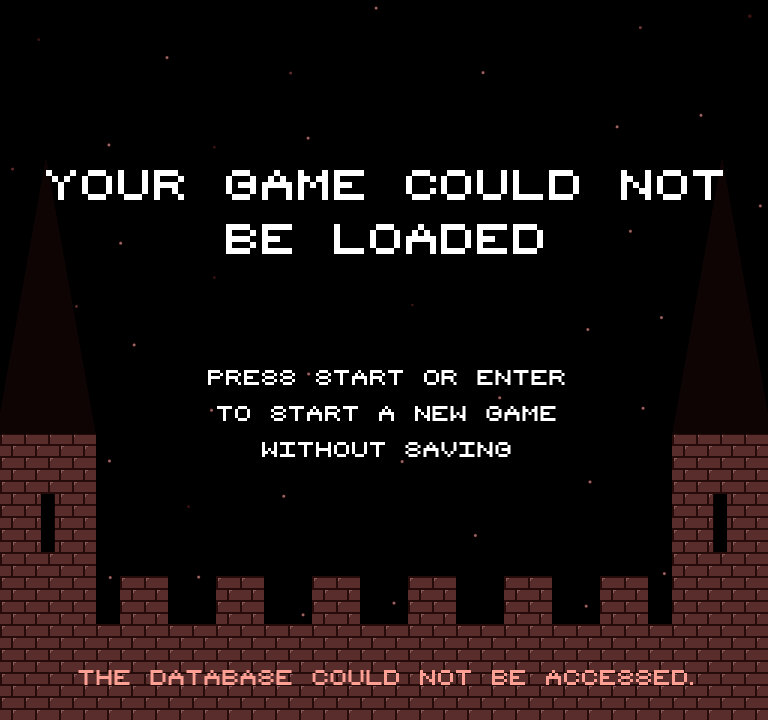 YOUR GAME COULD NOT
BE LOADED
PRESS START OR ENTER
TO START A NEW GAME
WITHOUT SAVING
THE DATABASE COULD NOT BE ACCESSED.